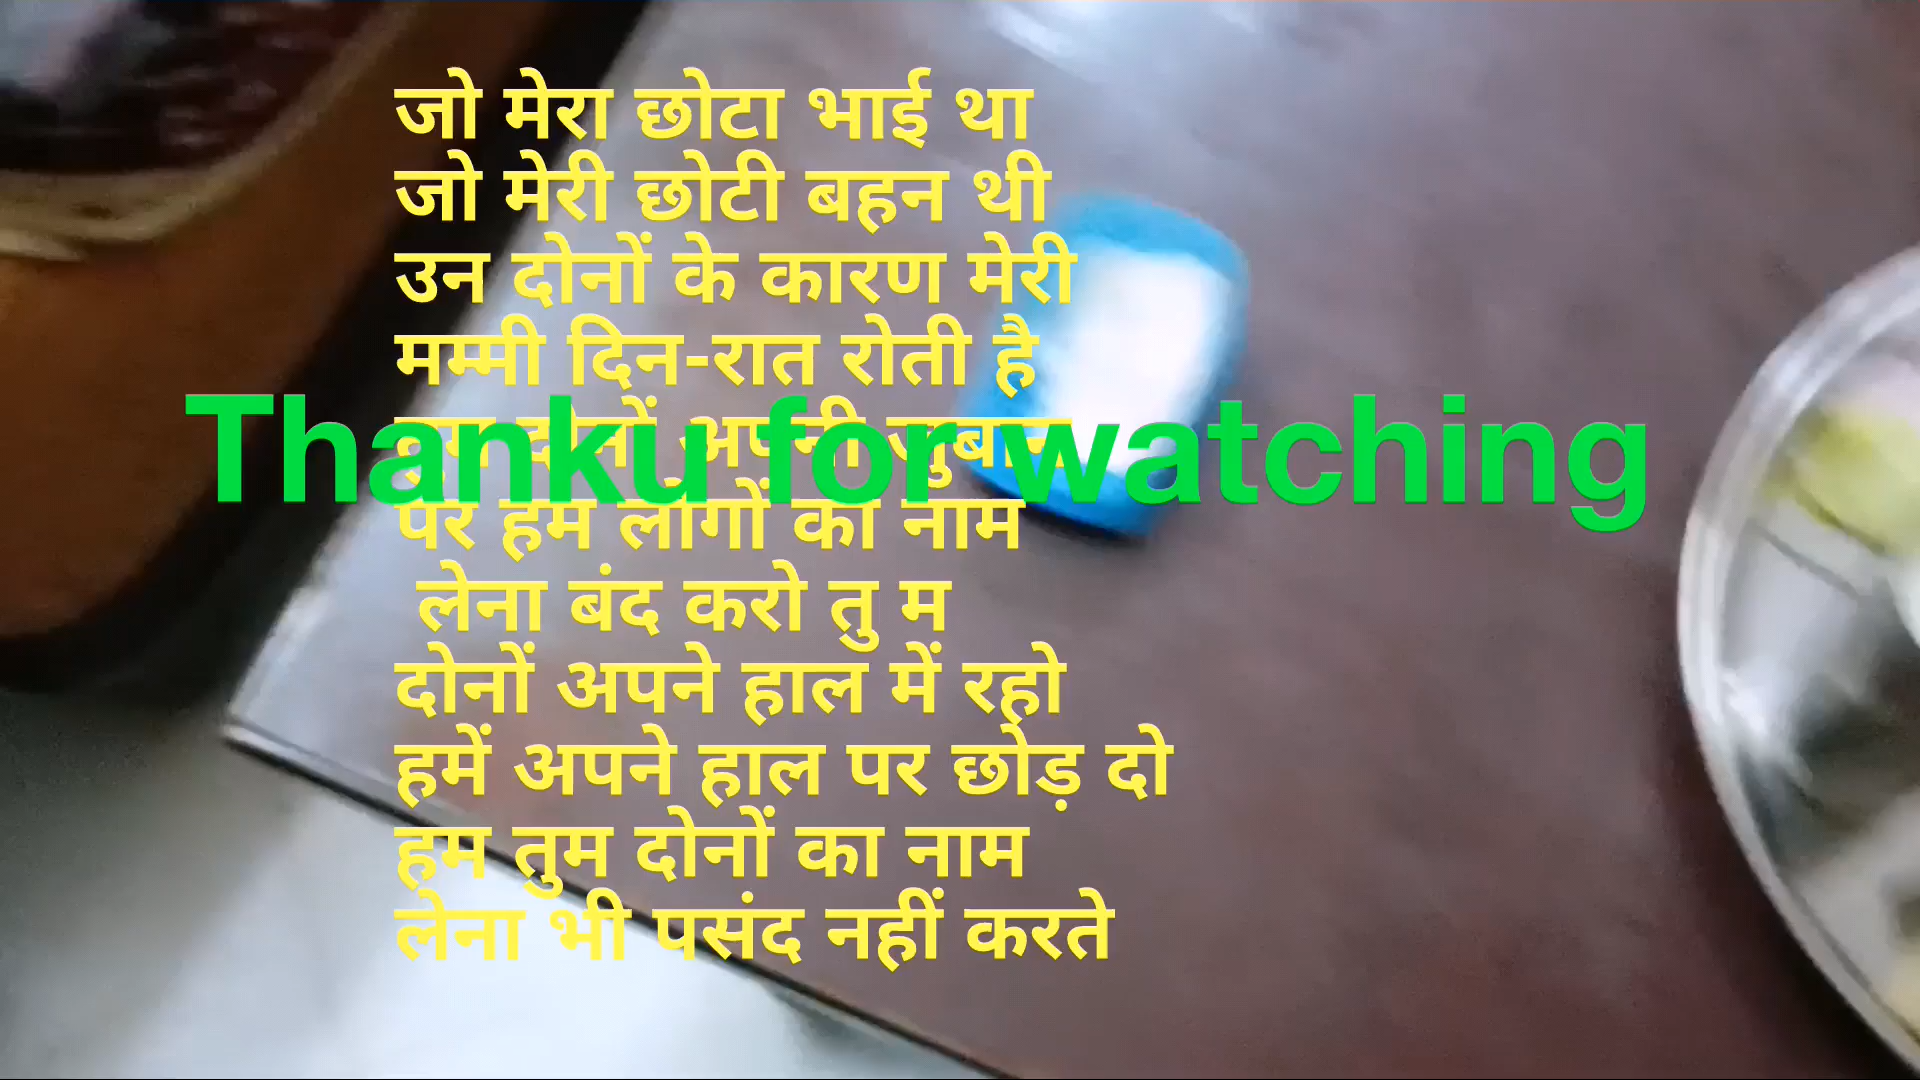 जो मेरा छोटा भाई था
जो मेरी छोटी बहन थी
उन दोनों के कारण मेरी
मम्मी दिन-रात रोती है
तुम दोनों अपनी जुबान
Thanku for watching
पर हम लोगों का नाम
लेना बंद करो तु म
दोनों अपने हाल में रहो
हमें अपने हाल पर छोड़ दो
हम तुम दोनों का नाम
लेना भी पसंद नहीं करते